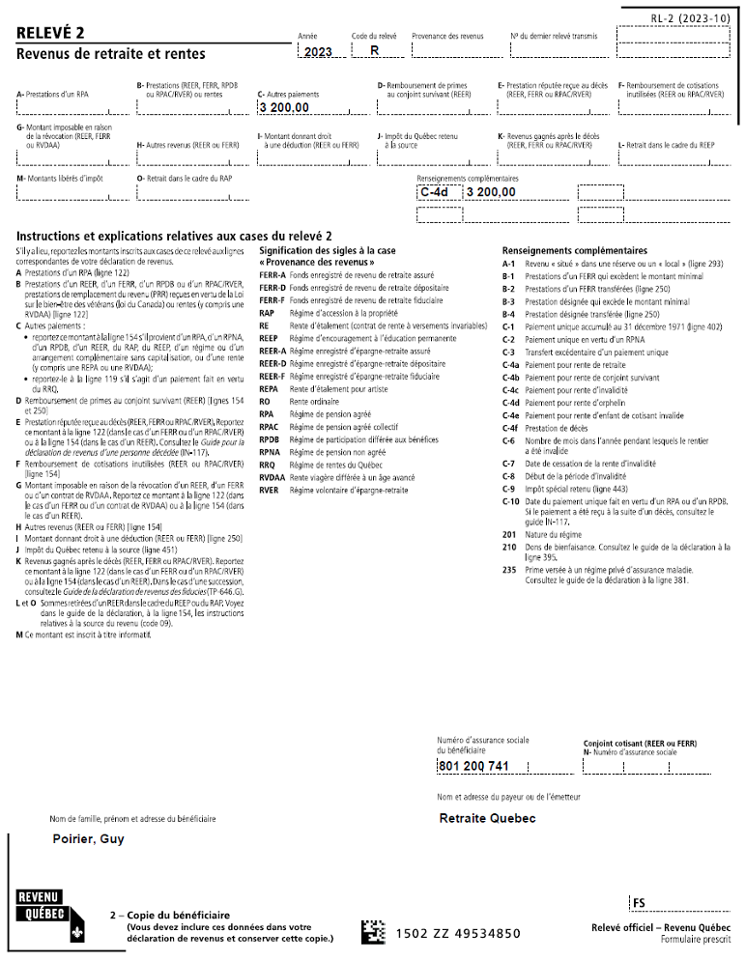 RL-2 (2023-10)
RELEVÉ 2
Revenus de retraite et rentes
Année
2023
Code du relevé
R
Provenance des revenus
Nº du dernier relevé transmis
A- Prestations d'un RPA
B- Prestations (REER, FERR, RPDB
ou RPAC/RVER) ou rentes
C- Autres paiements
3 200,00
D- Remboursement de primes
au conjoint survivant (REER)
E- Prestation réputée reçue au décès
(REER, FERR ou RPAC/RVER)
F- Remboursement de cotisations
inutilisées (REER ou RPAC/RVER)
G- Montant imposable en raison
de la révocation (REER, FERR
ou RVDAA)
H- Autres revenus (REER ou FERR)
I- Montant donnant droit
à une déduction (REER ou FERR)
J- Impôt du Québec retenu
à la source
K- Revenus gagnés après le décès
(REER, FERR ou RPAC/RVER)
L- Retrait dans le cadre du REEP
M- Montants libérés d'impôt
O- Retrait dans le cadre du RAP
Renseignements complémentaires
C-4d 3 200,00
Instructions et explications relatives aux cases du relevé 2
S'il y a lieu, reportez les montants inscrits aux cases de ce relevé aux lignes
correspondantes de votre déclaration de revenus.
A Prestations d'un RPA (ligne 122)
B Prestations d'un REER, d'un FERR, d'un RPDB ou d'un RPAC/RVER,
prestations de remplacement du revenu (PRR) reçues en vertu de la Loi
sur le bien-être des vétérans (loi du Canada) ou rentes (y compris une
RVDAA) [ligne 122]
C Autres paiements :
• reportez ce montant à la ligne 154 s'il provient d'un RPA, d'un RPNA,
d'un RPDB, d'un REER, du RAP, du REEP, d'un régime ou d'un
arrangement complémentaire sans capitalisation, ou d'une rente
(y compris une REPA ou une RVDAA);
• reportez-le à la ligne 119 s'il s'agit d'un paiement fait en vertu
du RRQ.
D Remboursement de primes au conjoint survivant (REER) [lignes 154
et 250]
E Prestation réputée reçue au décès (REER, FERR ou RPAC/RVER). Reportez
ce montant à la ligne 122 (dans le cas d'un FERR ou d'un RPAC/RVER)
ou à la ligne 154 (dans le cas d'un REER). Consultez le Guide pour la
déclaration de revenus d'une personne décédée (IN-117).
F Remboursement de cotisations inutilisées (REER ou RPAC/RVER)
[ligne 154]
G Montant imposable en raison de la révocation d'un REER, d'un FERR
ou d'un contrat de RVDAA. Reportez ce montant à la ligne 122 (dans
le cas d'un FERR ou d'un contrat de RVDAA) ou à la ligne 154 (dans
le cas d'un REER).
H Autres revenus (REER ou FERR) [ligne 154]
I Montant donnant droit à une déduction (REER ou FERR) [ligne 250]
J Impôt du Québec retenu à la source (ligne 451)
K Revenus gagnés après le décès (REER, FERR ou RPAC/RVER). Reportez
ce montant à la ligne 122 (dans le cas d'un FERR ou d'un RPAC/RVER)
ou à la ligne 154 (dans le cas d'un REER). Dans le cas d'une succession,
consultez le Guide de la déclaration de revenus des fiducies (TP-646.G).
L et O Sommes retirées d'un REER dans le cadre du REEP ou du RAP. Voyez
dans le guide de la déclaration, à la ligne 154, les instructions
relatives à la source du revenu (code 09).
M Ce montant est inscrit à titre informatif.
Signification des sigles à la case
« Provenance des revenus »
FERR-A Fonds enregistré de revenu de retraite assuré
FERR-D Fonds enregistré de revenu de retraite dépositaire
FERR-F Fonds enregistré de revenu de retraite fiduciaire
RAP Régime d'accession à la propriété
RE Rente d'étalement (contrat de rente à versements invariables)
REEP Régime d'encouragement à l'éducation permanente
REER-A Régime enregistré d'épargne-retraite assuré
REER-D Régime enregistré d'épargne-retraite dépositaire
REER-F Régime enregistré d'épargne-retraite fiduciaire
REPA Rente d'étalement pour artiste
RO Rente ordinaire
RPA Régime de pension agréé
RPAC Régime de pension agréé collectif
RPDB Régime de participation différée aux bénéfices
RPNA Régime de pension non agréé
RRQ Régime de rentes du Québec
RVDAA Rente viagère différée à un âge avancé
RVER Régime volontaire d'épargne-retraite
Renseignements complémentaires
A-1 Revenu « situé » dans une réserve ou un « local » (ligne 293)
B-1 Prestations d'un FERR qui excèdent le montant minimal
B-2 Prestations d'un FERR transférées (ligne 250)
B-3 Prestation désignée qui excède le montant minimal
B-4 Prestation désignée transférée (ligne 250)
C-1 Paiement unique accumulé au 31 décembre 1971 (ligne 402)
C-2 Paiement unique en vertu d'un RPNA
C-3 Transfert excédentaire d'un paiement unique
C-4a Paiement pour rente de retraite
C-4b Paiement pour rente de conjoint survivant
C-4c Paiement pour rente d'invalidité
C-4d Paiement pour rente d'orphelin
C-4e Paiement pour rente d'enfant de cotisant invalide
C-4f Prestation de décès
C-6 Nombre de mois dans l'année pendant lesquels le rentier
a été invalide
C-7 Date de cessation de la rente d'invalidité
C-8 Début de la période d'invalidité
C-9 Impôt spécial retenu (ligne 443)
C-10 Date du paiement unique fait en vertu d'un RPA ou d'un RPDB.
Si le paiement a été reçu à la suite d'un décès, consultez le
guide IN-117.
201 Nature du régime
210 Dons de bienfaisance. Consultez le guide de la déclaration à la
ligne 395.
235 Prime versée à un régime privé d'assurance maladie.
Consultez le guide de la déclaration à la ligne 381.
Numéro d'assurance sociale
du bénéficiaire
801 200 741
Conjoint cotisant (REER ou FERR)
N- Numéro d'assurance sociale
Nom et adresse du payeur ou de l'émetteur
Retraite Quebec
Nom de famille, prénom et adresse du bénéficiaire
Poirier, Guy
REVENU
QUÉBEC
2 – Copie du bénéficiaire
(Vous devez inclure ces données dans votre
déclaration de revenus et conserver cette copie.)
1502 ZZ 49534850
FS
Relevé officiel – Revenu Québec
Formulaire prescrit